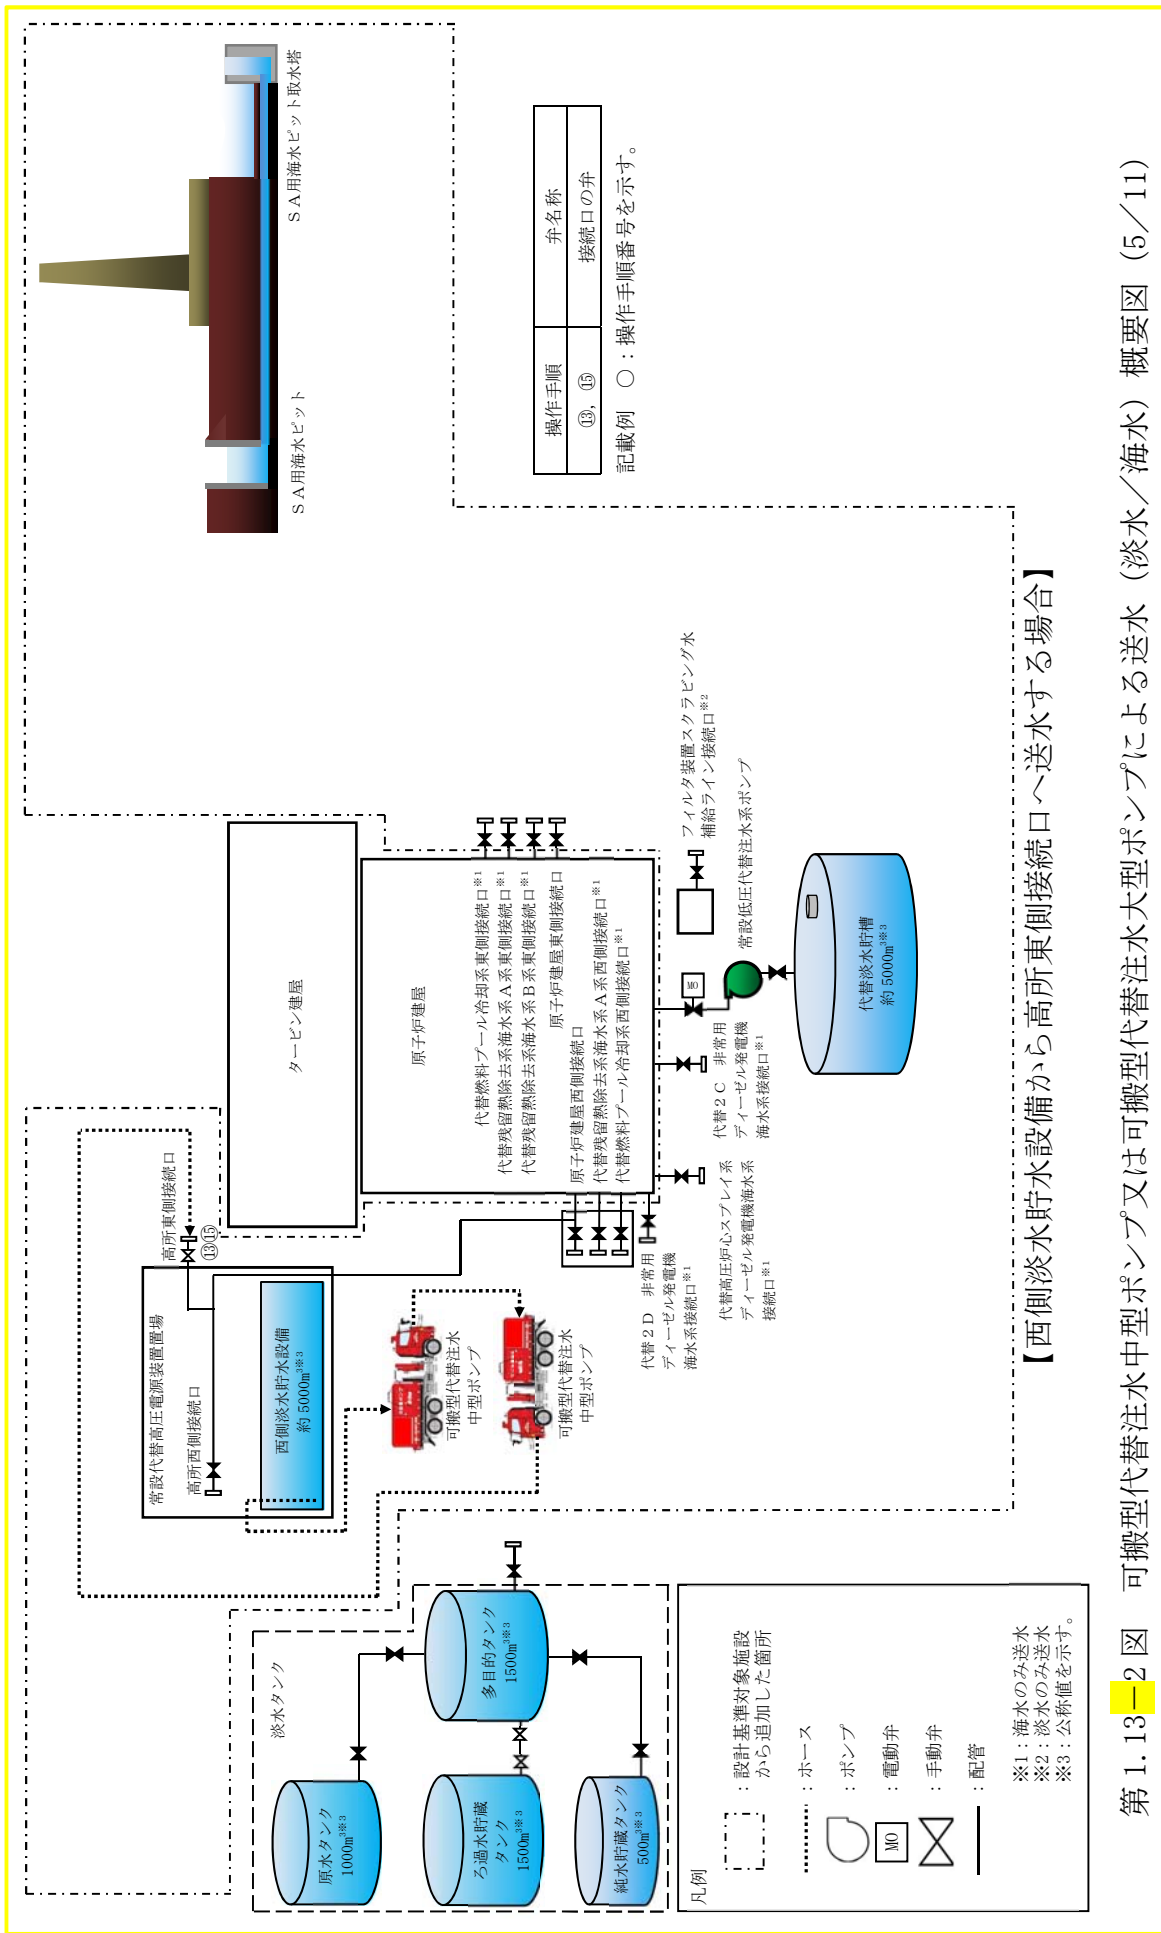 ＳＡ用海水ピット取水塔
ＳＡ用海水ピット
操作手順
弁名称
⑬，⑮
接続口の弁
記載例　○：操作手順番号を示す。
タービン建屋
原子炉建屋
代替燃料プール冷却系東側接続口※1
代替残留熱除去系海水系Ａ系東側接続口※1
代替残留熱除去系海水系Ｂ系東側接続口※1
原子炉建屋東側接続口
原子炉建屋西側接続口
代替残留熱除去系海水系Ａ系西側接続口※1
代替燃料プール冷却系西側接続口※1
フィルタ装置スクラビング水
補給ライン接続口※2
常設低圧代替注水系ポンプ
MO
代替淡水貯槽
約 5000m³※3
代替２Ｃ　非常用
ディーゼル発電機
海水系接続口※1
代替高圧炉心スプレイ系
ディーゼル発電機海水系
接続口※1
代替２Ｄ　非常用
ディーゼル発電機
海水系接続口※1
高所東側接続口
⑬⑮
常設代替高圧電源装置置場
高所西側接続口
西側淡水貯水設備
約 5000m³※3
可搬型代替注水
中型ポンプ
可搬型代替注水
中型ポンプ
淡水タンク
多目的タンク
1500m³※3
原水タンク
1000m³※3
ろ過水貯蔵
タンク
1500m³※3
純水貯蔵タンク
500m³※3
凡例
：設計基準対象施設
から追加した箇所
：ホース
：ポンプ
MO
：電動弁
：手動弁
：配管
※1：海水のみ送水
※2：淡水のみ送水
※3：公称値を示す。
【西側淡水貯水設備から高所東側接続口へ送水する場合】
第 1.13－2 図　可搬型代替注水中型ポンプ又は可搬型代替注水大型ポンプによる送水（淡水／海水）概要図（5／11）